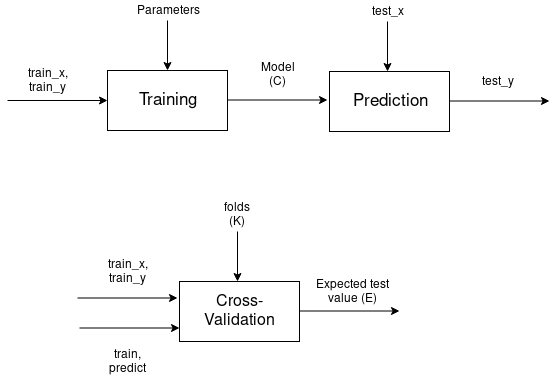 Parameters
test_x
train_x,
train_y
Training
Model
(C)
Prediction
test_y
folds
(K)
train_x,
train_y
Cross-
Validation
Expected test
value (E)
train,
predict